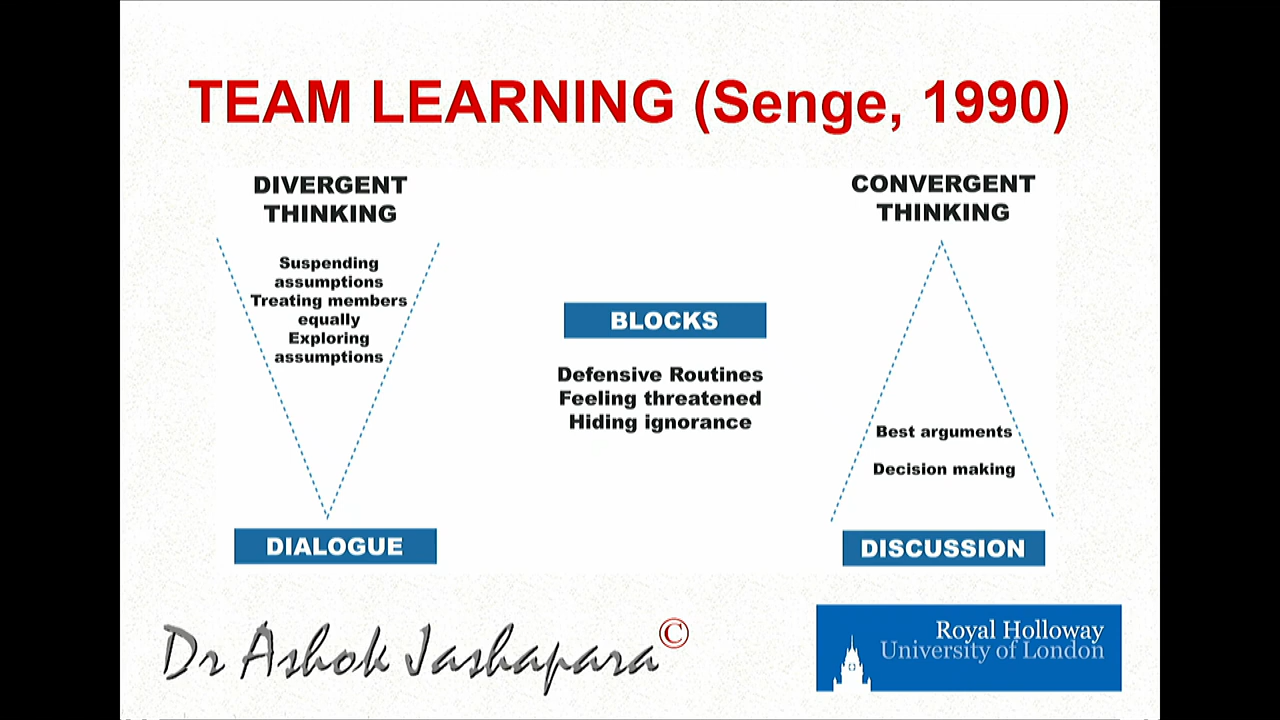 TEAM LEARNING (Senge, 1990)
DIVERGENT
THINKING
Suspending
assumptions
Treating members
equally
Exploring
assumptions
DIALOGUE
BLOCKS
Defensive Routines
Feeling threatened
Hiding ignorance
CONVERGENT
THINKING
Best arguments
Decision making
DISCUSSION
Dr Ashok Jashapara©
Royal Holloway
University of London